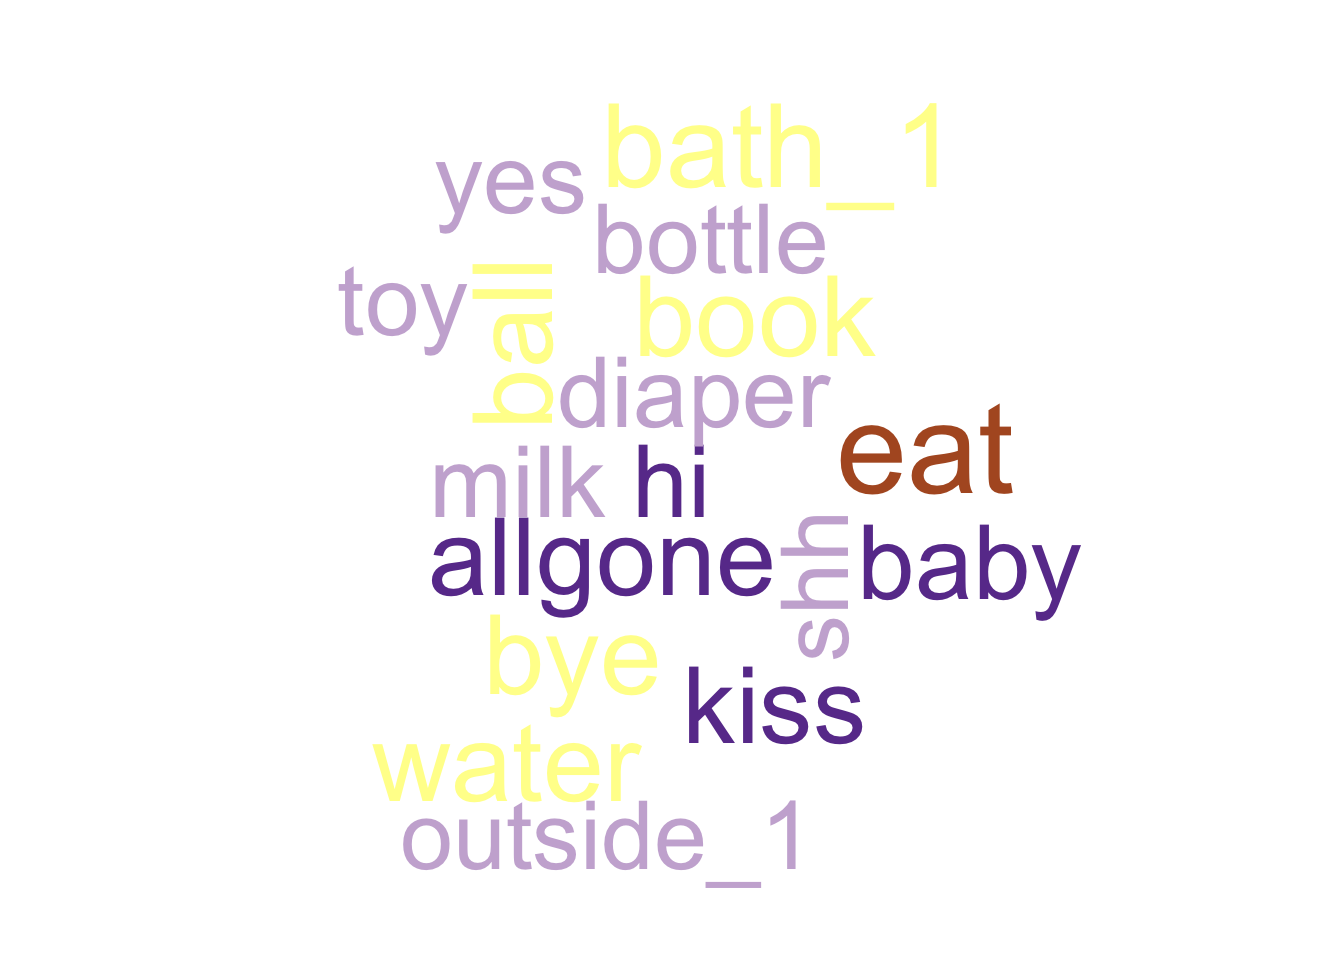 bath_1
yes
bottle
toy
ball
book
diaper
eat
milk
hi
allgone
shh
baby
bye
kiss
water
outside_1